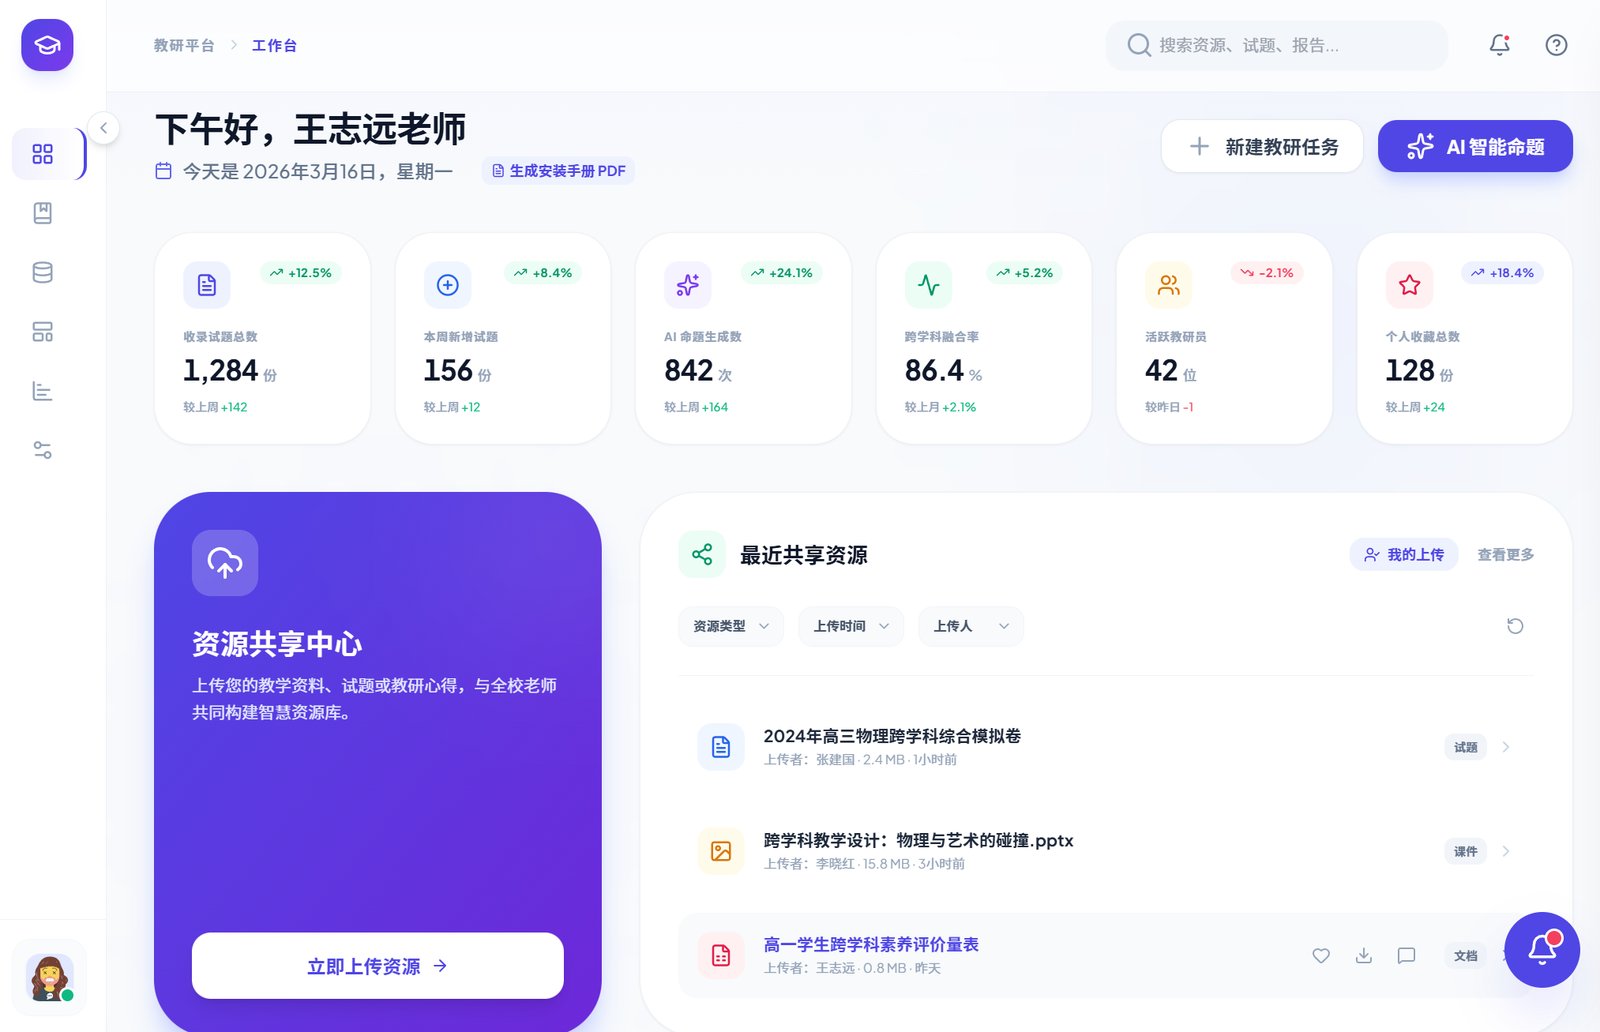 教研平台
工作台
搜索资源、试题、报告...
下午好，王志远老师
今天是 2026年3月16日，星期一
生成安装手册 PDF
新建教研任务
AI 智能命题
+12.5%
收录试题总数
1,284 份
较上周 +142
+8.4%
本周新增试题
156 份
较上周 +12
+24.1%
AI 命题生成数
842 次
较上周 +164
+5.2%
跨学科融合率
86.4 %
较上月 +2.1%
-2.1%
活跃教研员
42 位
较昨日 -1
+18.4%
个人收藏总数
128 份
较上周 +24
资源共享中心
上传您的教学资料、试题或教研心得，与全校老师
共同构建智慧资源库。
立即上传资源
最近共享资源
我的上传
查看更多
资源类型
上传时间
上传人
2024年高三物理跨学科综合模拟卷
上传者：张建国 · 2.4 MB · 1小时前
试题
跨学科教学设计：物理与艺术的碰撞.pptx
上传者：李晓红 · 15.8 MB · 3小时前
课件
高一学生跨学科素养评价量表
上传者：王志远 · 0.8 MB · 昨天
文档